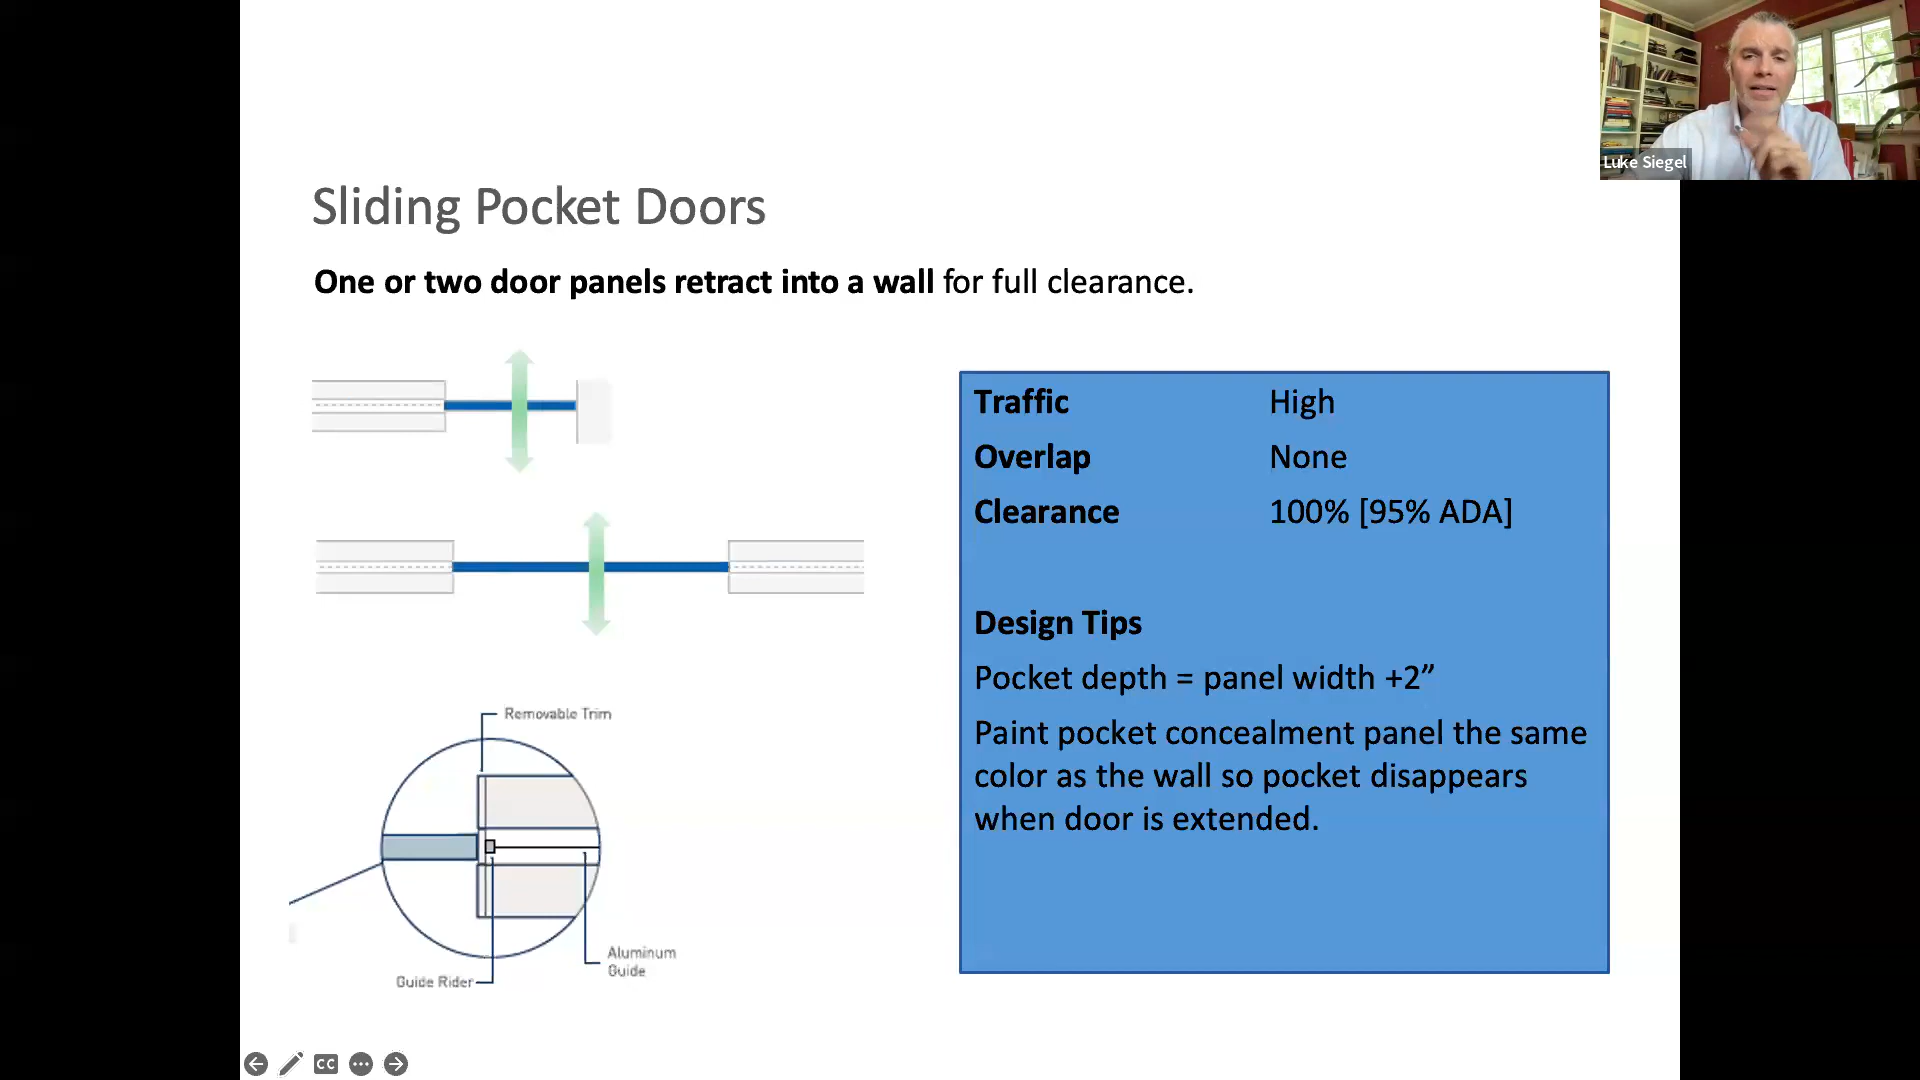 Luke Siegel
Sliding Pocket Doors
One or two door panels retract into a wall for full clearance.
Traffic High
Overlap None
Clearance 100% [95% ADA]
Design Tips
Pocket depth = panel width +2”
Paint pocket concealment panel the same
color as the wall so pocket disappears
when door is extended.
Removable Trim
Aluminum
Guide
Guide Rider
CC